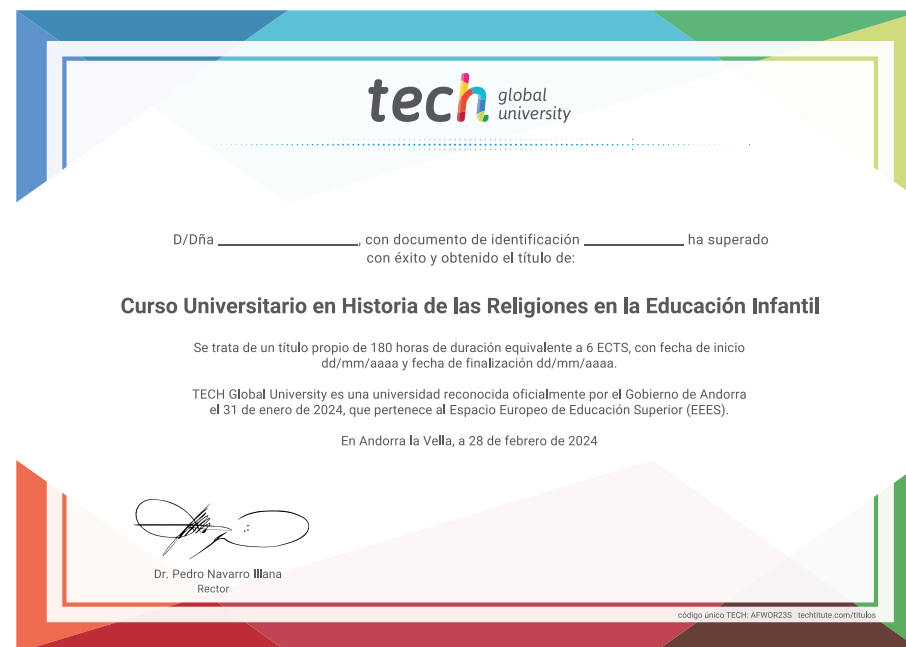 tech global university
D/Dña ____________________, con documento de identificación ______________ ha superado
con éxito y obtenido el título de:
Curso Universitario en Historia de las Religiones en la Educación Infantil
Se trata de un título propio de 180 horas de duración equivalente a 6 ECTS, con fecha de inicio
dd/mm/aaaa y fecha de finalización dd/mm/aaaa.
TECH Global University es una universidad reconocida oficialmente por el Gobierno de Andorra
el 31 de enero de 2024, que pertenece al Espacio Europeo de Educación Superior (EEES).
En Andorra la Vella, a 28 de febrero de 2024
Dr. Pedro Navarro Illana
Rector
código único TECH: AFWOR23S techtitute.com/titulos